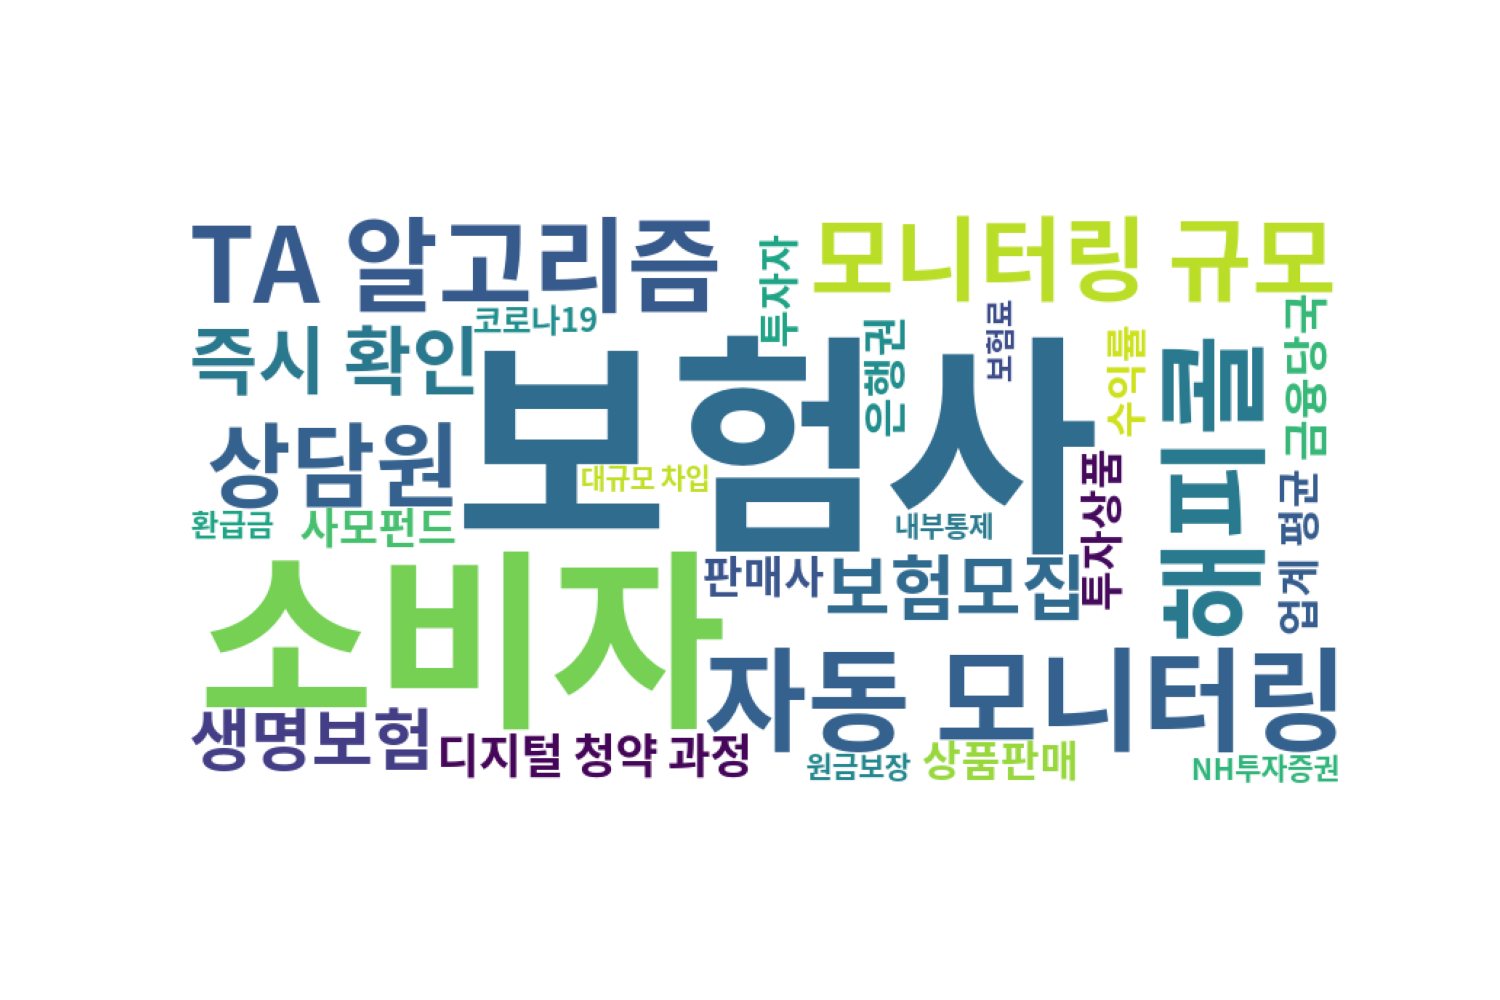 TA 알고리즘
투자자
모니터링 규모
코로나19
즉시 확인
보험사
은행권
보험료
수익률
해피콜
금융당국
상담원
대규모 차입
투자상품
업계 평균
환급금
사모펀드
내부통제
소비자
판매사
보험모집
자동 모니터링
생명보험
디지털 청약 과정
원금보장
상품판매
NH투자증권